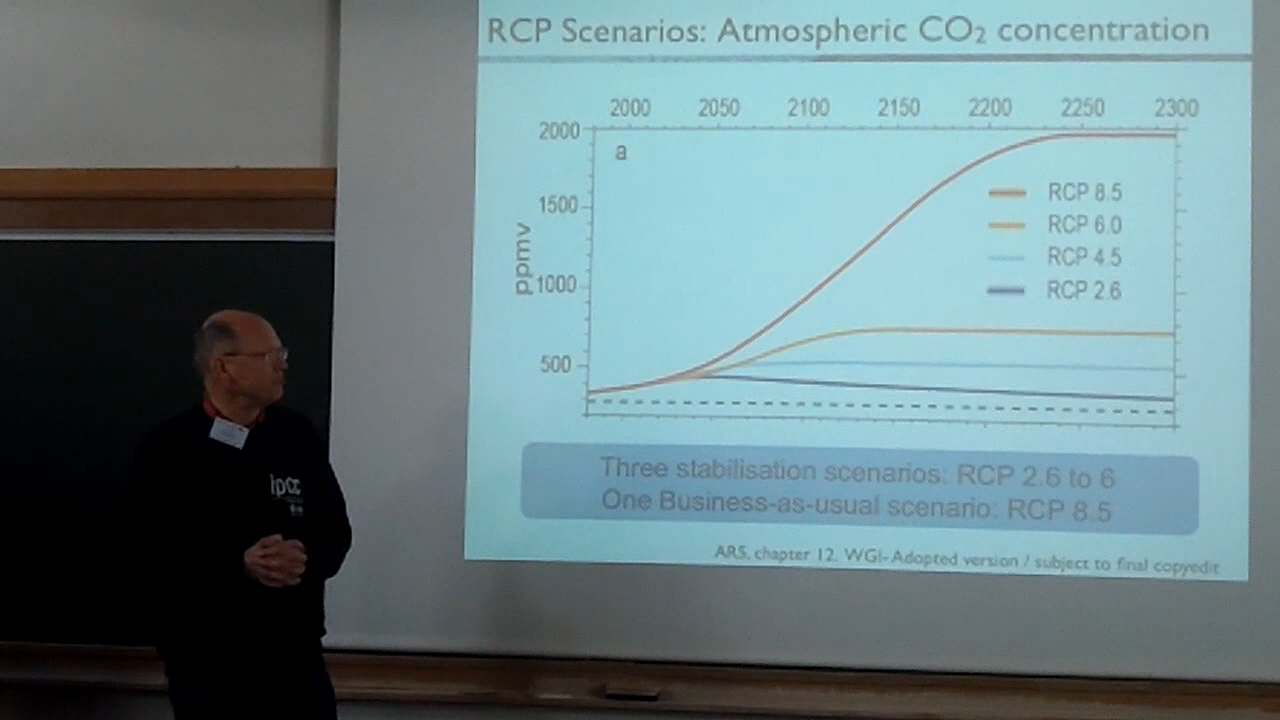 RCP Scenarios: Atmospheric CO₂ concentration
2000 2050 2100 2150 2200 2250 2300
2000
a
1500
ppmv
1000
500
RCP 8.5
RCP 6.0
RCP 4.5
RCP 2.6
Three stabilisation scenarios: RCP 2.6 to 6
One Business-as-usual scenario: RCP 8.5
AR5, chapter 12. WGI- Adopted version / subject to final copyedit
ipcc